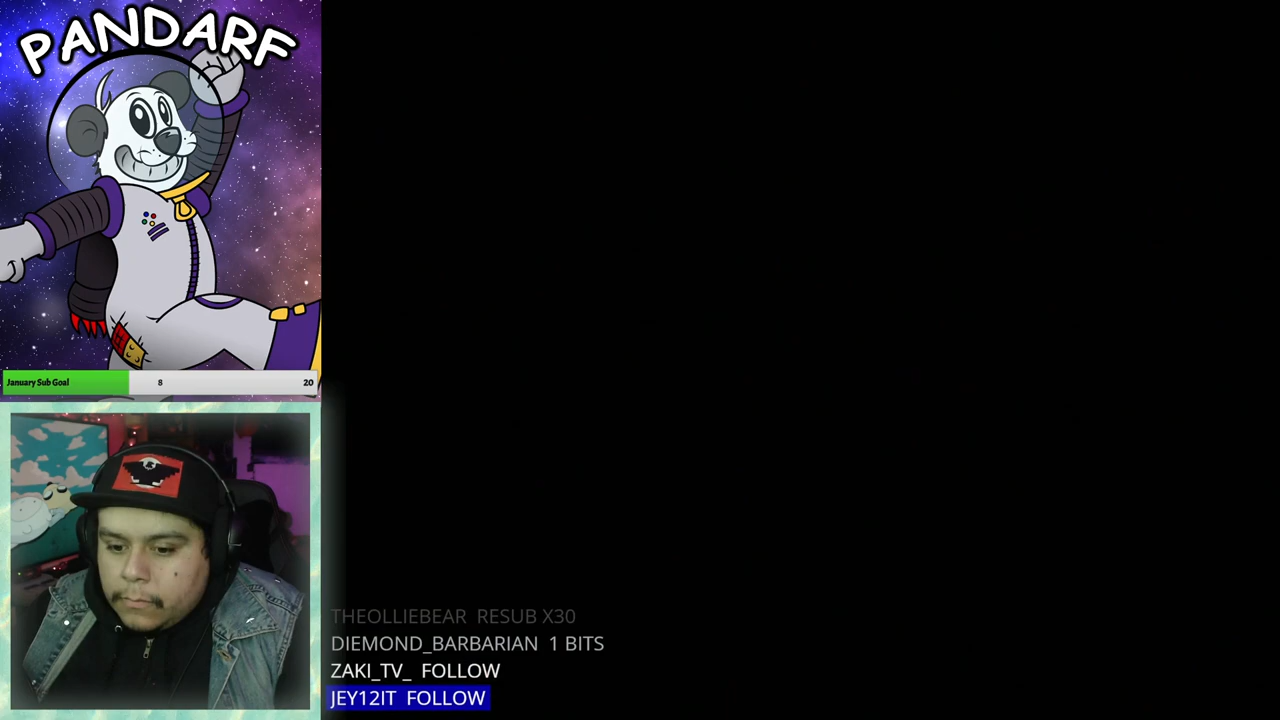 PANDARF
January Sub Goal 8 20
THEOLLIEBEAR RESUB X30
DIEMOND_BARBARIAN 1 BITS
ZAKI_TV_ FOLLOW
JEY12IT FOLLOW